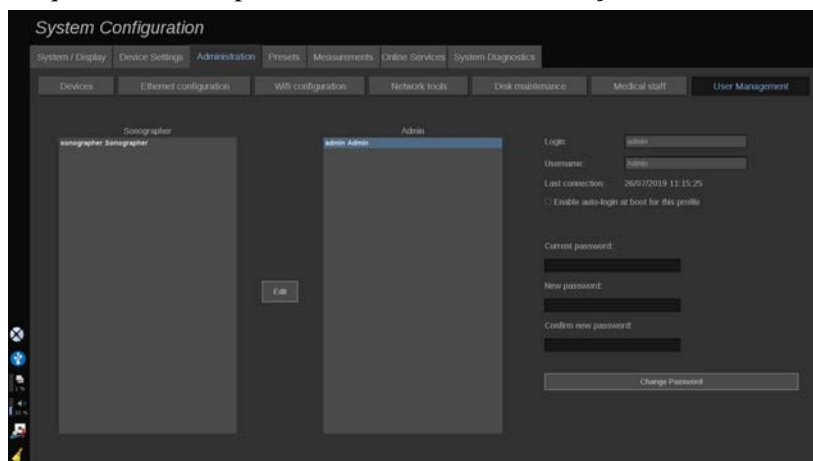 System Configuration
System / Display Device Settings Administration Presets Measurements Online Services System Diagnostics
Devices Ethernet configuration Wifi configuration Network tools Disk maintenance Medical staff User Management
Sonographer Admin
sonographer Sonographer admin Admin
Login: admin
Username: Admin
Last connection: 26/07/2019 11:15:25
Enable auto-login at boot for this profile
Current password:
Edit
New password:
Confirm new password:
Change Password